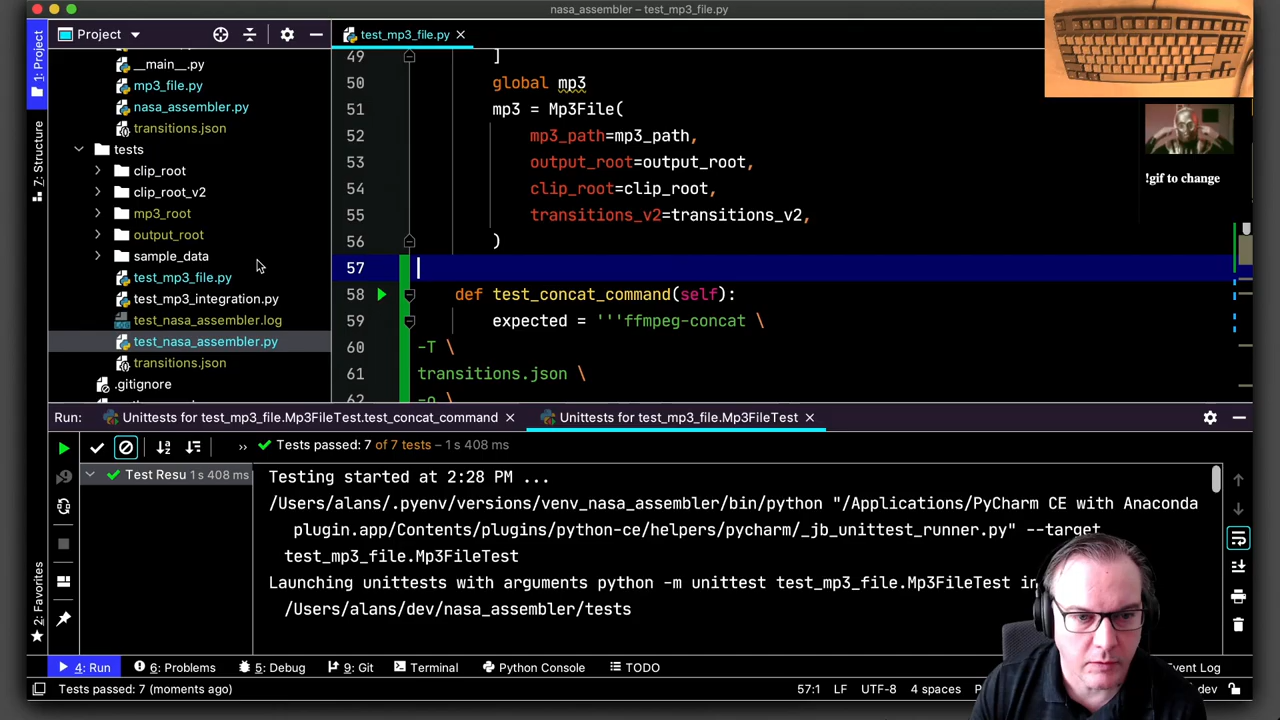 nasa_assembler – test_mp3_file.py
Project
test_mp3_file.py
1: Project
7: Structure
2: Favorites
__main__.py
mp3_file.py
nasa_assembler.py
transitions.json
tests
clip_root
clip_root_v2
mp3_root
output_root
sample_data
test_mp3_file.py
test_mp3_integration.py
test_nasa_assembler.log
test_nasa_assembler.py
transitions.json
.gitignore
49 ]
50 global mp3
51 mp3 = Mp3File(
52 mp3_path=mp3_path,
53 output_root=output_root,
54 clip_root=clip_root,
55 transitions_v2=transitions_v2,
56 )
57
58 def test_concat_command(self):
59 expected = '''ffmpeg-concat \
60 -T \
61 transitions.json \
62 -o \
!gif to change
Run: Unittests for test_mp3_file.Mp3FileTest.test_concat_command Unittests for test_mp3_file.Mp3FileTest
» Tests passed: 7 of 7 tests – 1 s 408 ms
Test Resu 1 s 408 ms
Testing started at 2:28 PM ...
/Users/alans/.pyenv/versions/venv_nasa_assembler/bin/python "/Applications/PyCharm CE with Anaconda
plugin.app/Contents/plugins/python-ce/helpers/pycharm/_jb_unittest_runner.py" --target
test_mp3_file.Mp3FileTest
Launching unittests with arguments python -m unittest test_mp3_file.Mp3FileTest in
/Users/alans/dev/nasa_assembler/tests
4: Run 6: Problems 5: Debug 9: Git Terminal Python Console TODO Event Log
Tests passed: 7 (moments ago) 57:1 LF UTF-8 4 spaces dev